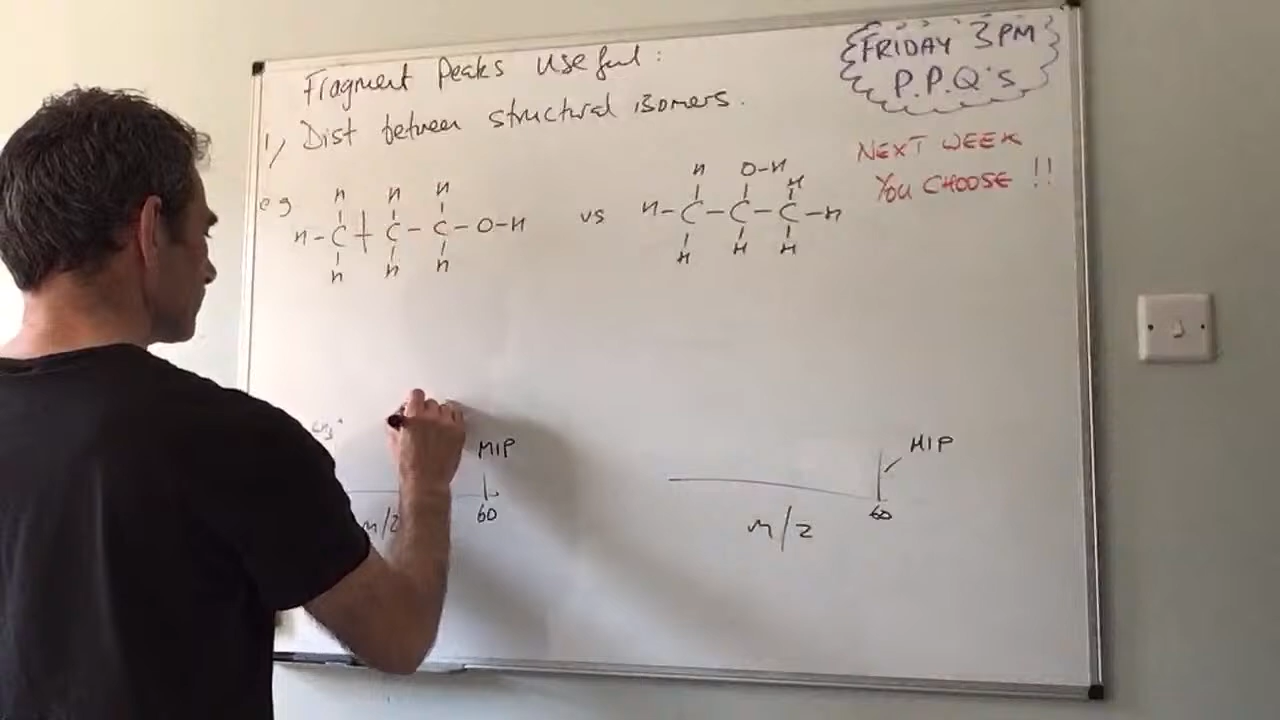 Fragment Peaks useful:
1, Dist between structural isomers.
FRIDAY 3PM
P.P.Q's
NEXT WEEK
YOU CHOOSE !!
eg
H H H
H-C-C-C-O-H
H H H
vs
H O-H H
H-C-C-C-H
H H H
CH3+
MIP
60
m/z
MIP
60
m/z